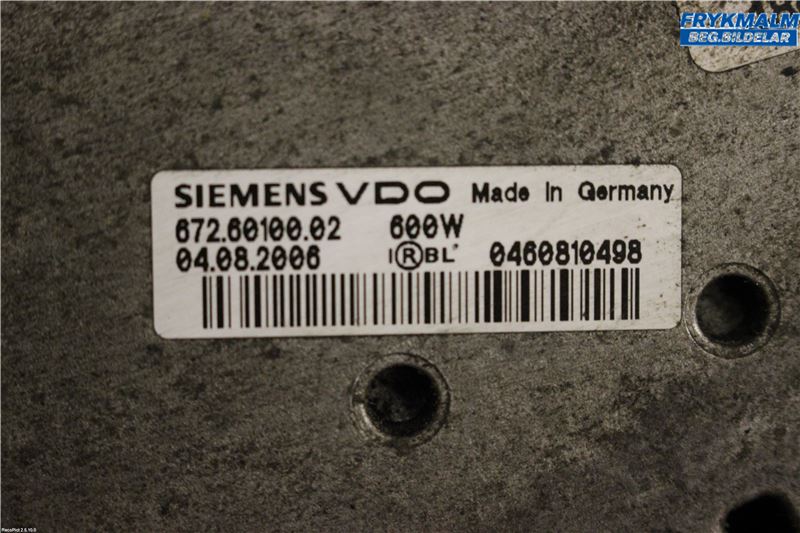 FRYKMALM
BEG.BILDELAR
SIEMENS VDO Made In Germany
672.60100.02 600W
04.08.2006 I®BL* 0460810498